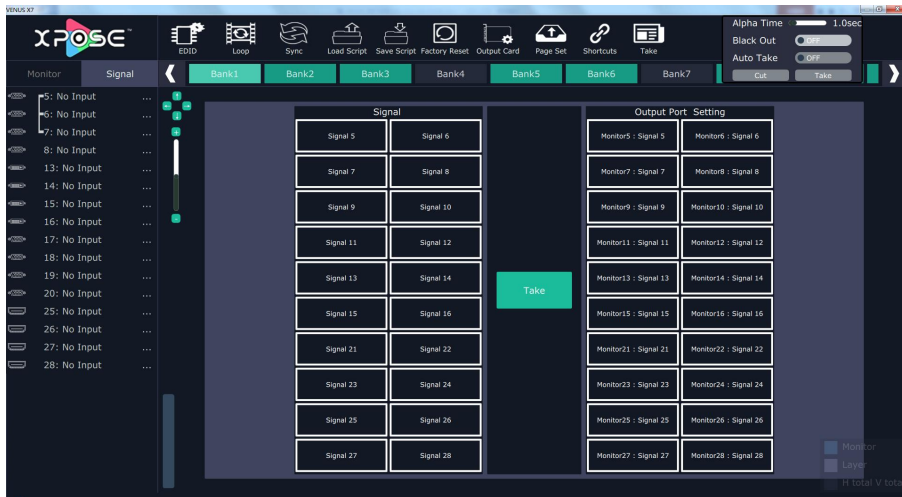 VENUS X7
XPOSE™
EDID
Loop
Sync
Load Script
Save Script
Factory Reset
Output Card
Page Set
Shortcuts
Take
Alpha Time 1.0sec
Black Out OFF
Auto Take OFF
Cut Take
Monitor Signal
Bank1 Bank2 Bank3 Bank4 Bank5 Bank6 Bank7
5: No Input ...
6: No Input ...
7: No Input ...
8: No Input ...
13: No Input ...
14: No Input ...
15: No Input ...
16: No Input ...
17: No Input ...
18: No Input ...
19: No Input ...
20: No Input ...
25: No Input ...
26: No Input ...
27: No Input ...
28: No Input ...
Signal
Signal 5 Signal 6
Signal 7 Signal 8
Signal 9 Signal 10
Signal 11 Signal 12
Signal 13 Signal 14
Signal 15 Signal 16
Signal 21 Signal 22
Signal 23 Signal 24
Signal 25 Signal 26
Signal 27 Signal 28
Take
Output Port Setting
Monitor5 : Signal 5 Monitor6 : Signal 6
Monitor7 : Signal 7 Monitor8 : Signal 8
Monitor9 : Signal 9 Monitor10 : Signal 10
Monitor11 : Signal 11 Monitor12 : Signal 12
Monitor13 : Signal 13 Monitor14 : Signal 14
Monitor15 : Signal 15 Monitor16 : Signal 16
Monitor21 : Signal 21 Monitor22 : Signal 22
Monitor23 : Signal 23 Monitor24 : Signal 24
Monitor25 : Signal 25 Monitor26 : Signal 26
Monitor27 : Signal 27 Monitor28 : Signal 28
Monitor
Layer
H total V tota